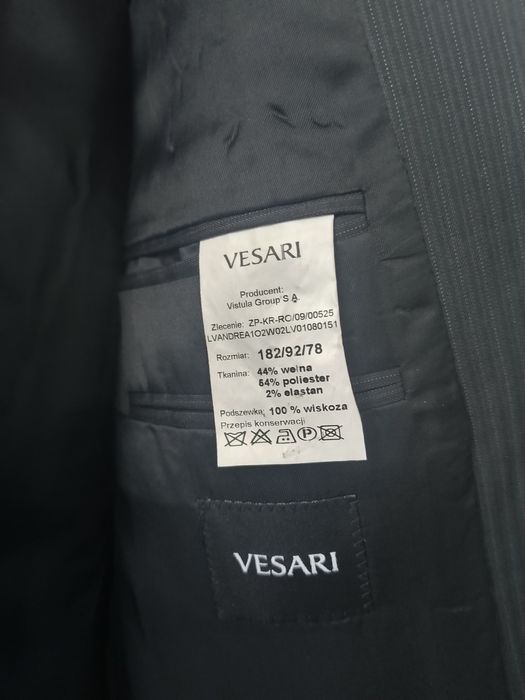 VESARI
Producent:
Vistula Group S.A.
Zlecenie: ZP-KR-RO/09/00525
LVANDREA1O2W02LV01080151
Rozmiar: 182/92/78
Tkanina: 44% wełna
54% poliester
2% elastan
Podszewka: 100 % wiskoza
Przepis konserwacji
VESARI